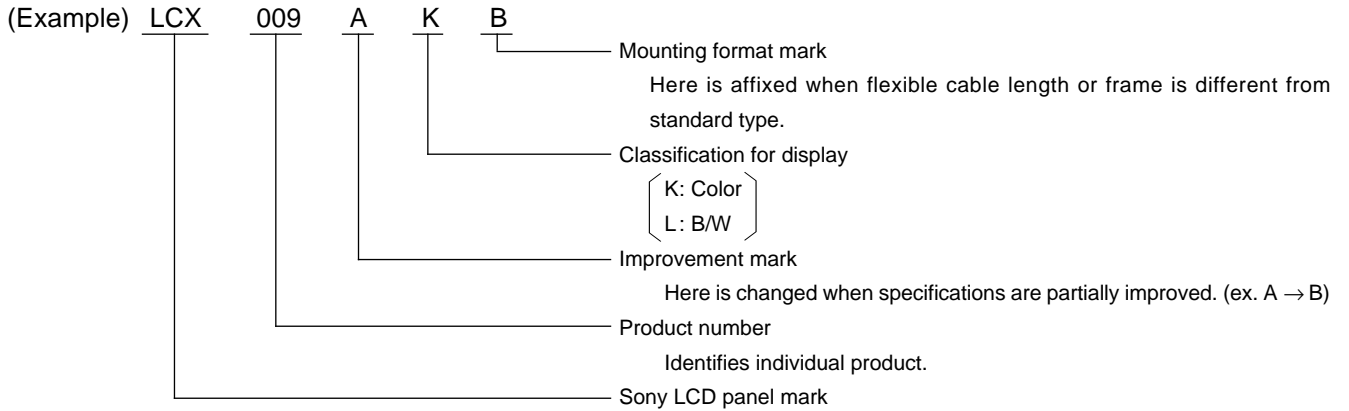 (Example) LCX 009 A K B
Mounting format mark
Here is affixed when flexible cable length or frame is different from
standard type.
Classification for display
K: Color
L: B/W
Improvement mark
Here is changed when specifications are partially improved. (ex. A → B)
Product number
Identifies individual product.
Sony LCD panel mark